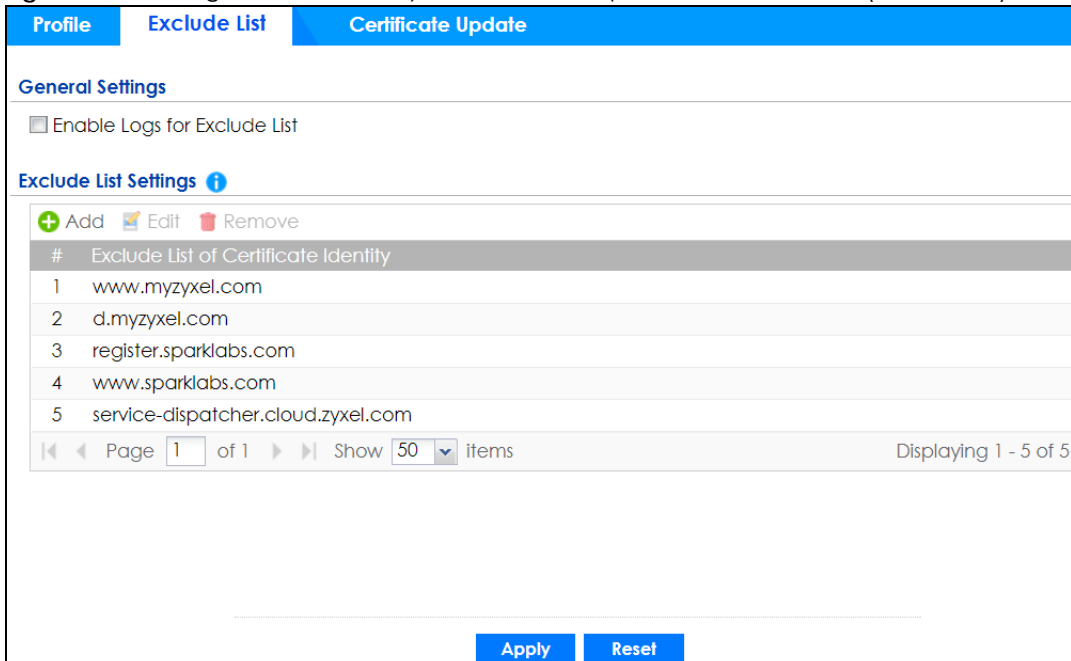 Profile Exclude List Certificate Update
General Settings
Enable Logs for Exclude List
Exclude List Settings
Add Edit Remove
# Exclude List of Certificate Identity
1 www.myzyxel.com
2 d.myzyxel.com
3 register.sparklabs.com
4 www.sparklabs.com
5 service-dispatcher.cloud.zyxel.com
Page 1 of 1 Show 50 items Displaying 1 - 5 of 5
Apply Reset